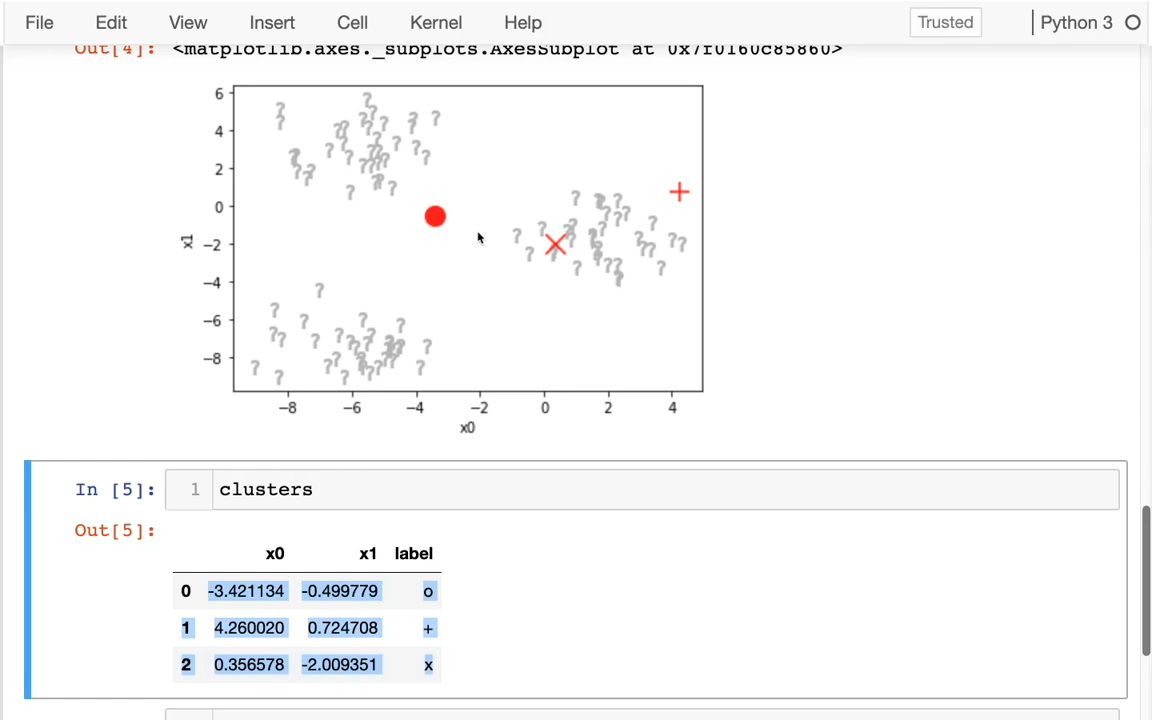 File Edit View Insert Cell Kernel Help Trusted Python 3
Out[4]: <matplotlib.axes._subplots.AxesSubplot at 0x7f0160c85860>
6
4
2
0
−2
−4
−6
−8
x1
−8 −6 −4 −2 0 2 4
x0
In [5]: 1 clusters
Out[5]:
x0 x1 label
0 -3.421134 -0.499779 o
1 4.260020 0.724708 +
2 0.356578 -2.009351 x